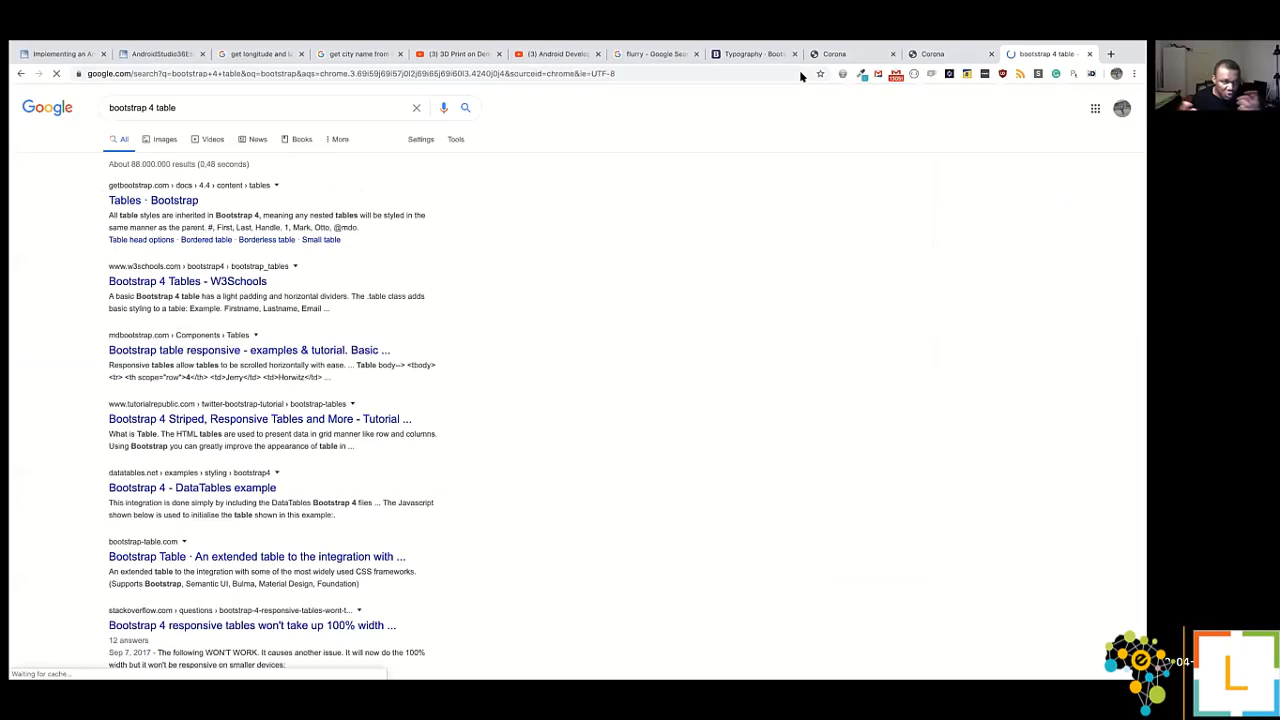 Implementing an A
AndroidStudio36E
get longitude and la
get city name from
(3) 3D Print on Den
(3) Android Develop
flurry - Google Sea
Typography · Boots
Corona
Corona
bootstrap 4 table -
google.com/search?q=bootstrap+4+table&oq=bootstrap&aqs=chrome.3.69i59j69i57j0l2j69i65j69i60l3.4240j0j4&sourceid=chrome&ie=UTF-8
Google
bootstrap 4 table
All Images Videos News Books More Settings Tools
About 88.000.000 results (0,48 seconds)
getbootstrap.com › docs › 4.4 › content › tables
Tables · Bootstrap
All table styles are inherited in Bootstrap 4, meaning any nested tables will be styled in the
same manner as the parent. #, First, Last, Handle. 1, Mark, Otto, @mdo.
Table head options · Bordered table · Borderless table · Small table
www.w3schools.com › bootstrap4 › bootstrap_tables
Bootstrap 4 Tables - W3Schools
A basic Bootstrap 4 table has a light padding and horizontal dividers. The .table class adds
basic styling to a table: Example. Firstname, Lastname, Email ...
mdbootstrap.com › Components › Tables
Bootstrap table responsive - examples & tutorial. Basic ...
Responsive tables allow tables to be scrolled horizontally with ease. ... Table body--> <tbody>
<tr> <th scope="row">4</th> <td>Jerry</td> <td>Horwitz</td> ...
www.tutorialrepublic.com › twitter-bootstrap-tutorial › bootstrap-tables
Bootstrap 4 Striped, Responsive Tables and More - Tutorial ...
What is Table. The HTML tables are used to present data in grid manner like row and columns.
Using Bootstrap you can greatly improve the appearance of table in ...
datatables.net › examples › styling › bootstrap4
Bootstrap 4 - DataTables example
This integration is done simply by including the DataTables Bootstrap 4 files ... The Javascript
shown below is used to initialise the table shown in this example:.
bootstrap-table.com
Bootstrap Table · An extended table to the integration with ...
An extended table to the integration with some of the most widely used CSS frameworks.
(Supports Bootstrap, Semantic UI, Bulma, Material Design, Foundation)
stackoverflow.com › questions › bootstrap-4-responsive-tables-wont-t...
Bootstrap 4 responsive tables won't take up 100% width ...
12 answers
Sep 7, 2017 - The following WON'T WORK. It causes another issue. It will now do the 100%
width but it won't be responsive on smaller devices:
Waiting for cache...
e
04-
L